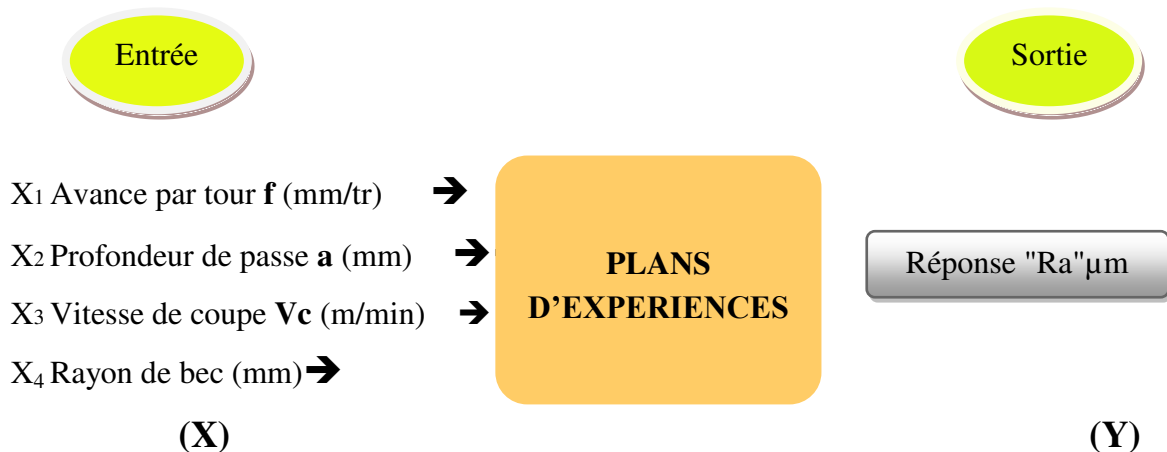 Entrée
Sortie
X1 Avance par tour f (mm/tr) ➔
X2 Profondeur de passe a (mm) ➔
X3 Vitesse de coupe Vc (m/min) ➔
X4 Rayon de bec (mm)➔
PLANS
D'EXPERIENCES
Réponse "Ra"µm
(X)
(Y)